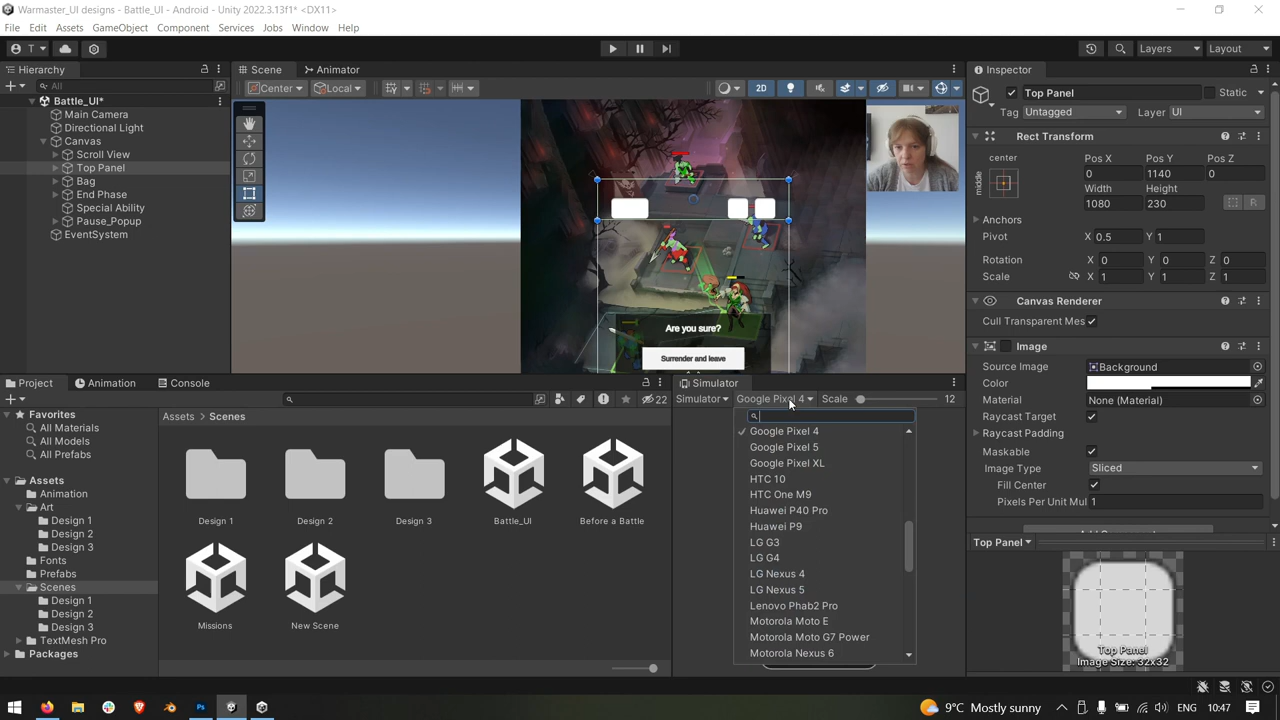 Warmaster_UI designs - Battle_UI - Android - Unity 2022.3.13f1* <DX11>
File Edit Assets GameObject Component Services Jobs Window Help
T Layers Layout
Hierarchy
All
Battle_UI*
Main Camera
Directional Light
Canvas
Scroll View
Top Panel
Bag
End Phase
Special Ability
Pause_Popup
EventSystem
Scene Animator
Center Local 2D
Are you sure?
Surrender and leave
Inspector
Top Panel Static
Tag Untagged Layer UI
Rect Transform
center Pos X Pos Y Pos Z
middle 0 1140 0
Width Height
1080 230
R
Anchors
Pivot X 0.5 Y 1
Rotation X 0 Y 0 Z 0
Scale X 1 Y 1 Z 1
Canvas Renderer
Cull Transparent Mes
Image
Source Image Background
Color
Material None (Material)
Raycast Target
Raycast Padding
Maskable
Image Type Sliced
Fill Center
Pixels Per Unit Mul 1
Top Panel
Top Panel
Image Size: 32x32
Project Animation Console
22
Favorites
All Materials
All Models
All Prefabs
Assets
Animation
Art
Design 1
Design 2
Design 3
Fonts
Prefabs
Scenes
Design 1
Design 2
Design 3
TextMesh Pro
Packages
Assets > Scenes
Design 1 Design 2 Design 3 Battle_UI Before a Battle
Missions New Scene
Simulator
Simulator Google Pixel 4 Scale 12
Google Pixel 4
Google Pixel 5
Google Pixel XL
HTC 10
HTC One M9
Huawei P40 Pro
Huawei P9
LG G3
LG G4
LG Nexus 4
LG Nexus 5
Lenovo Phab2 Pro
Motorola Moto E
Motorola Moto G7 Power
Motorola Nexus 6
9°C Mostly sunny ENG 10:47